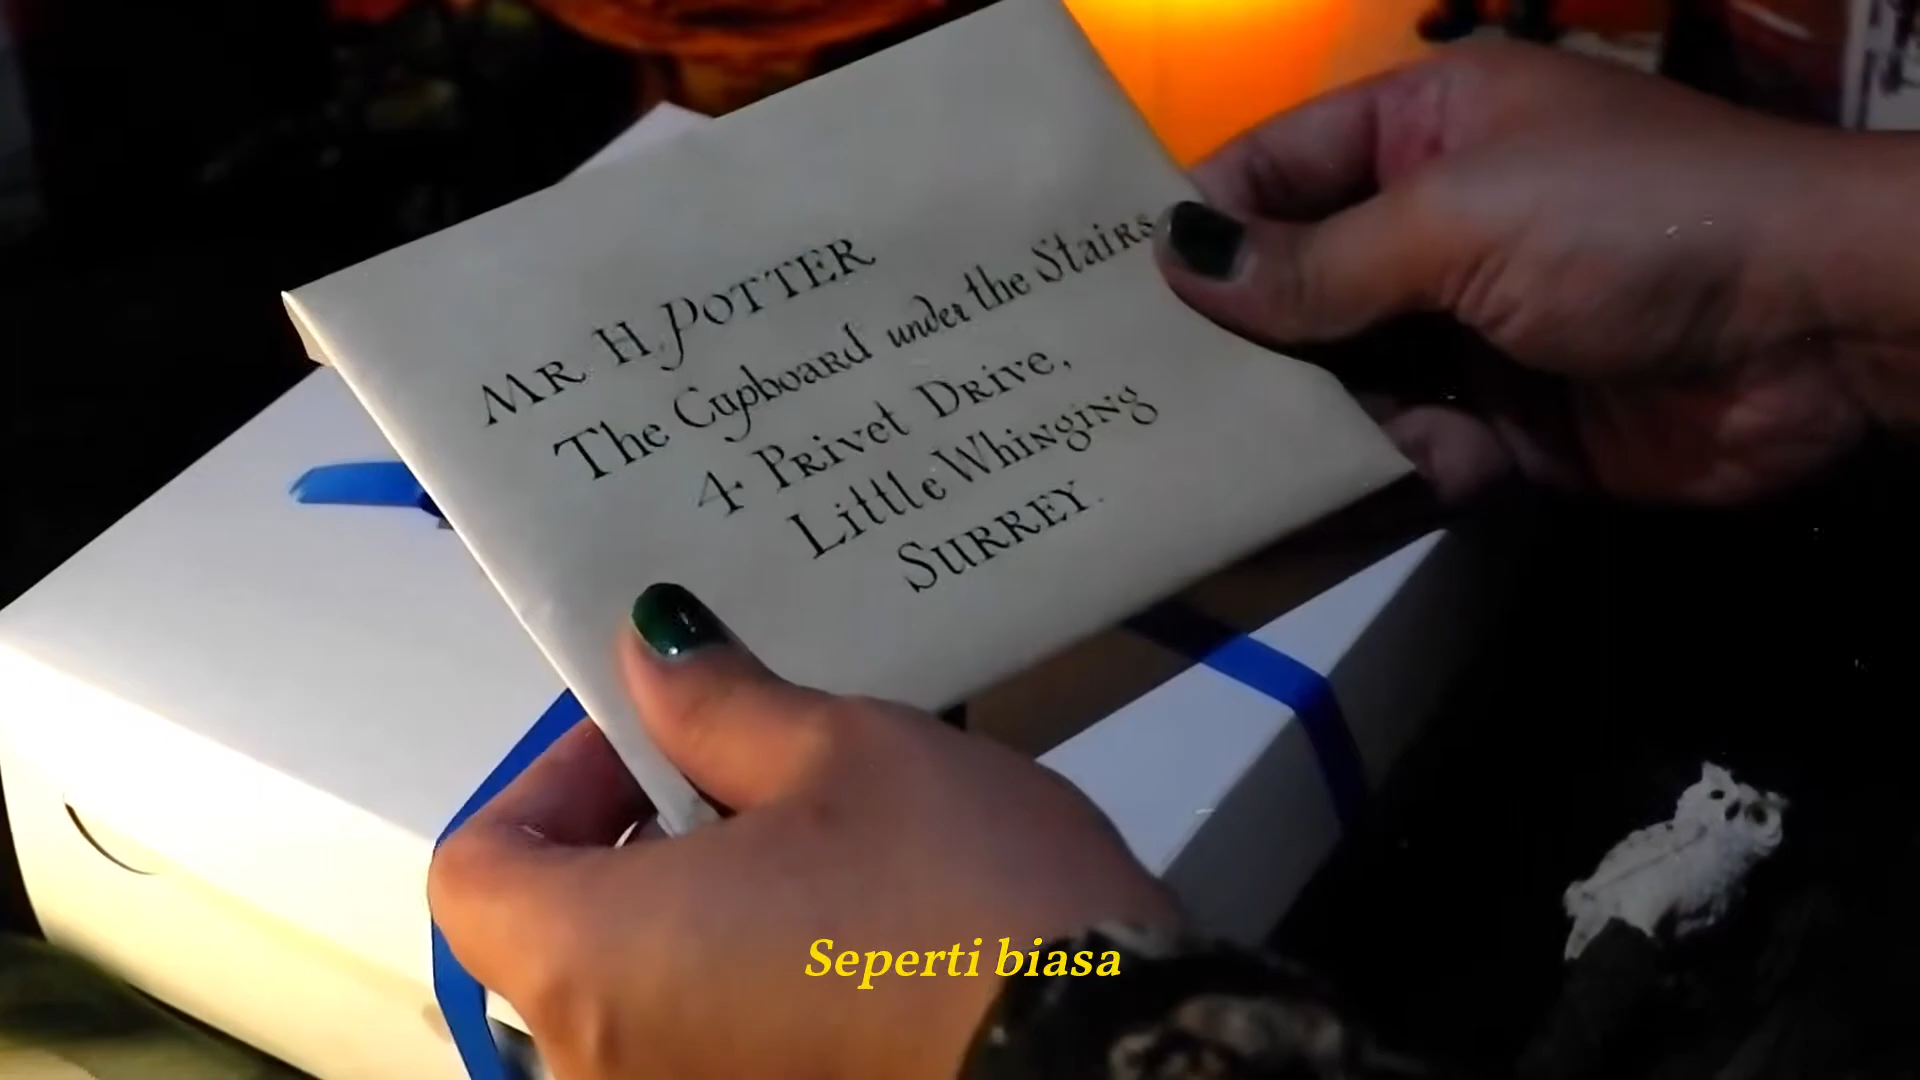 MR H. POTTER
The Cupboard under the Stairs
4 Privet Drive,
Little Whinging
SURREY.
Seperti biasa